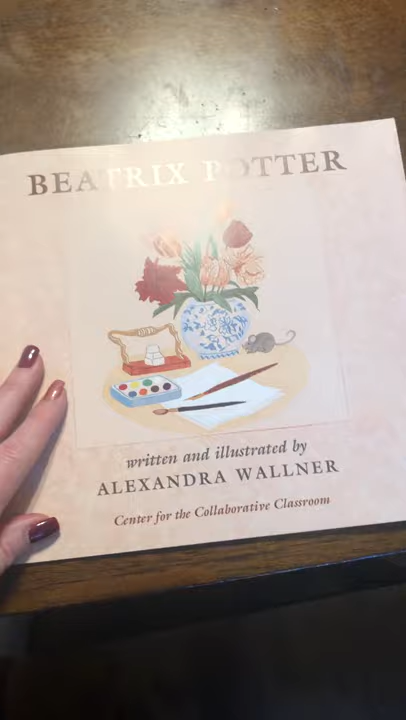 BEATRIX POTTER
written and illustrated by
ALEXANDRA WALLNER
Center for the Collaborative Classroom